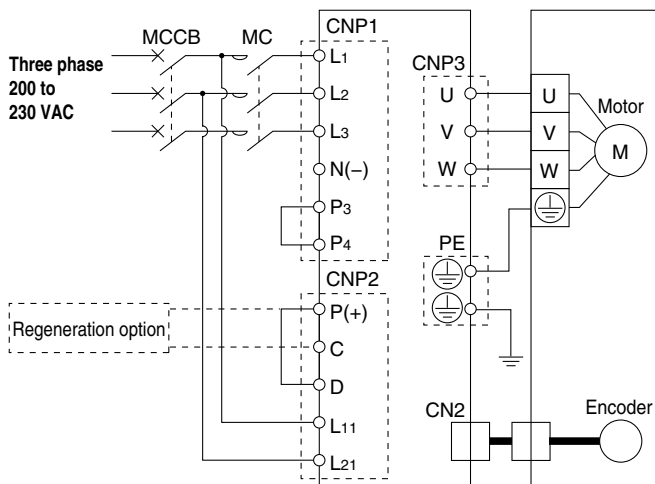 MCCB
MC
CNP1
Three phase
200 to
230 VAC
L1
L2
L3
N(−)
P3
P4
CNP3
U
V
W
U
V
W
Motor
M
PE
CNP2
Regeneration option
P(+)
C
D
L11
L21
CN2
Encoder